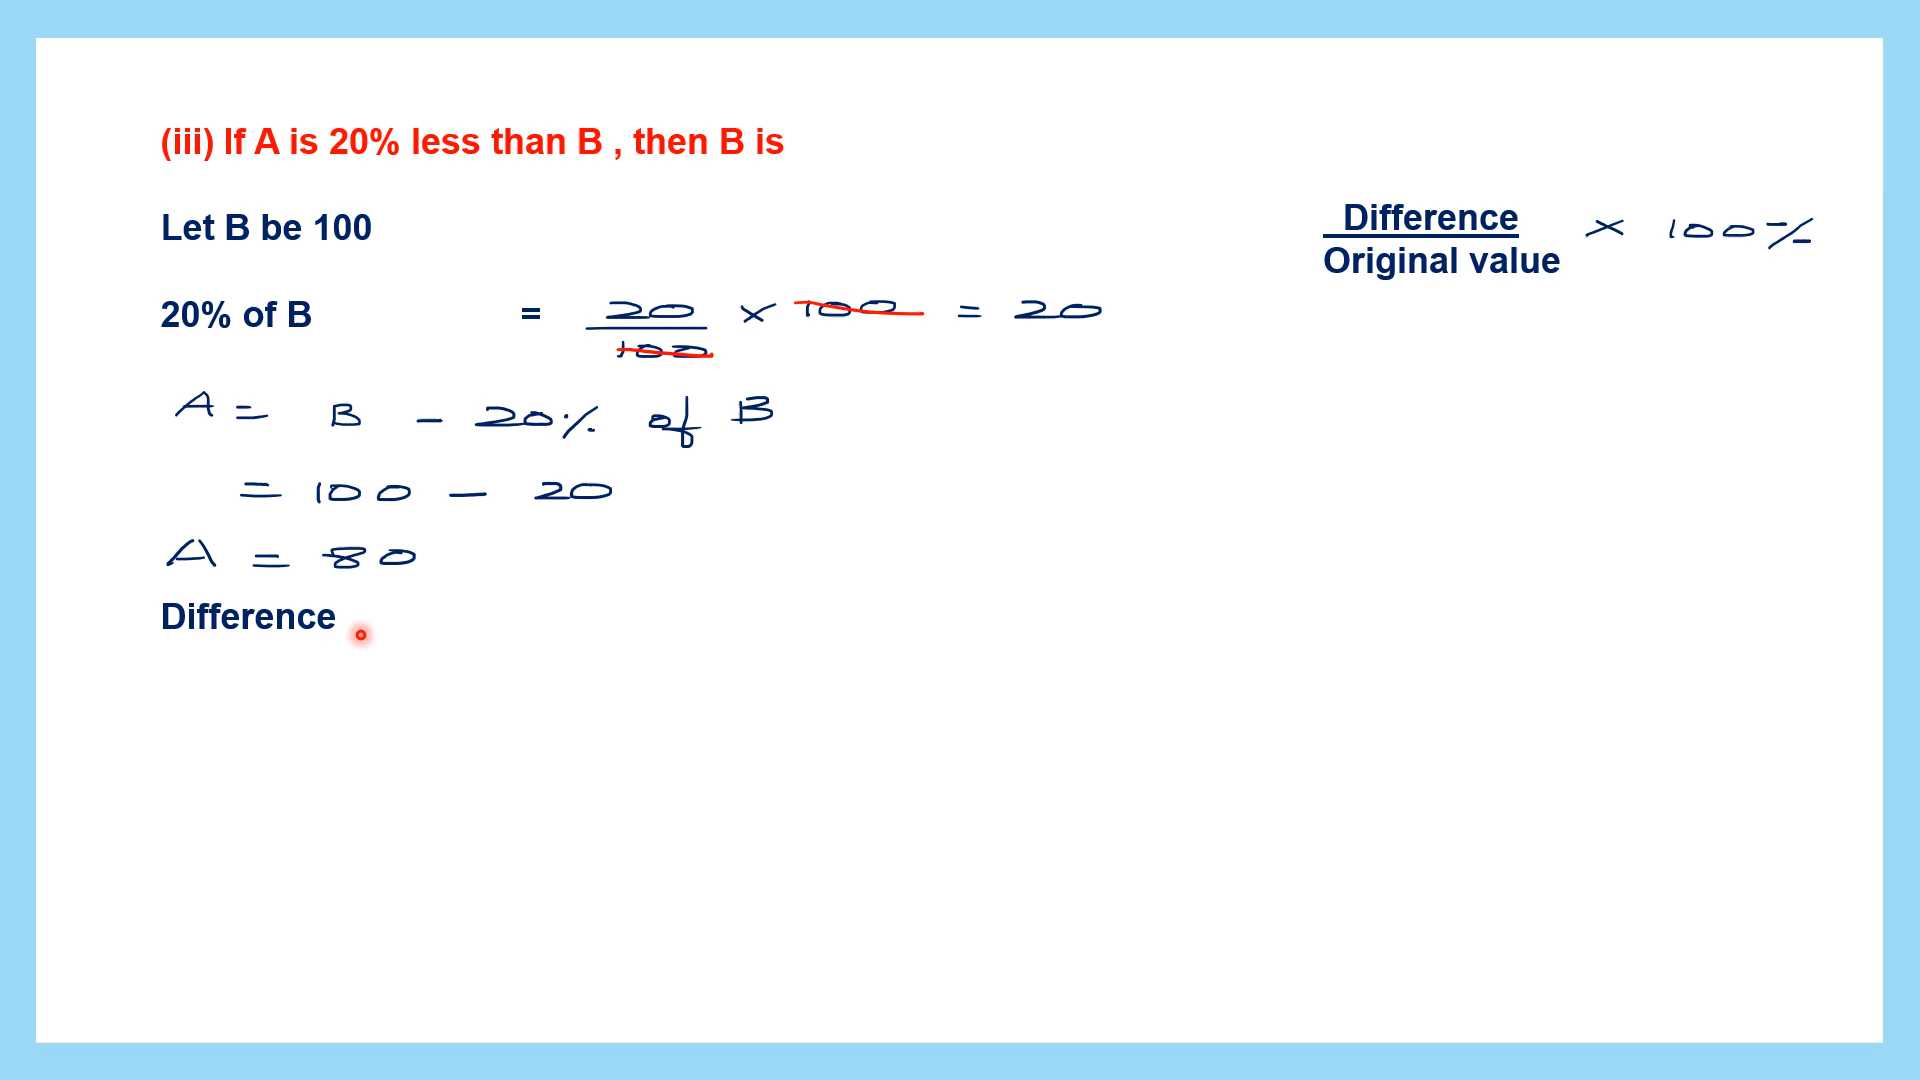 (iii) If A is 20% less than B , then B is
Let B be 100
Difference × 100%
Original value
20% of B = 20 × 100 = 20
100
A = B - 20% of B
= 100 - 20
A = 80
Difference